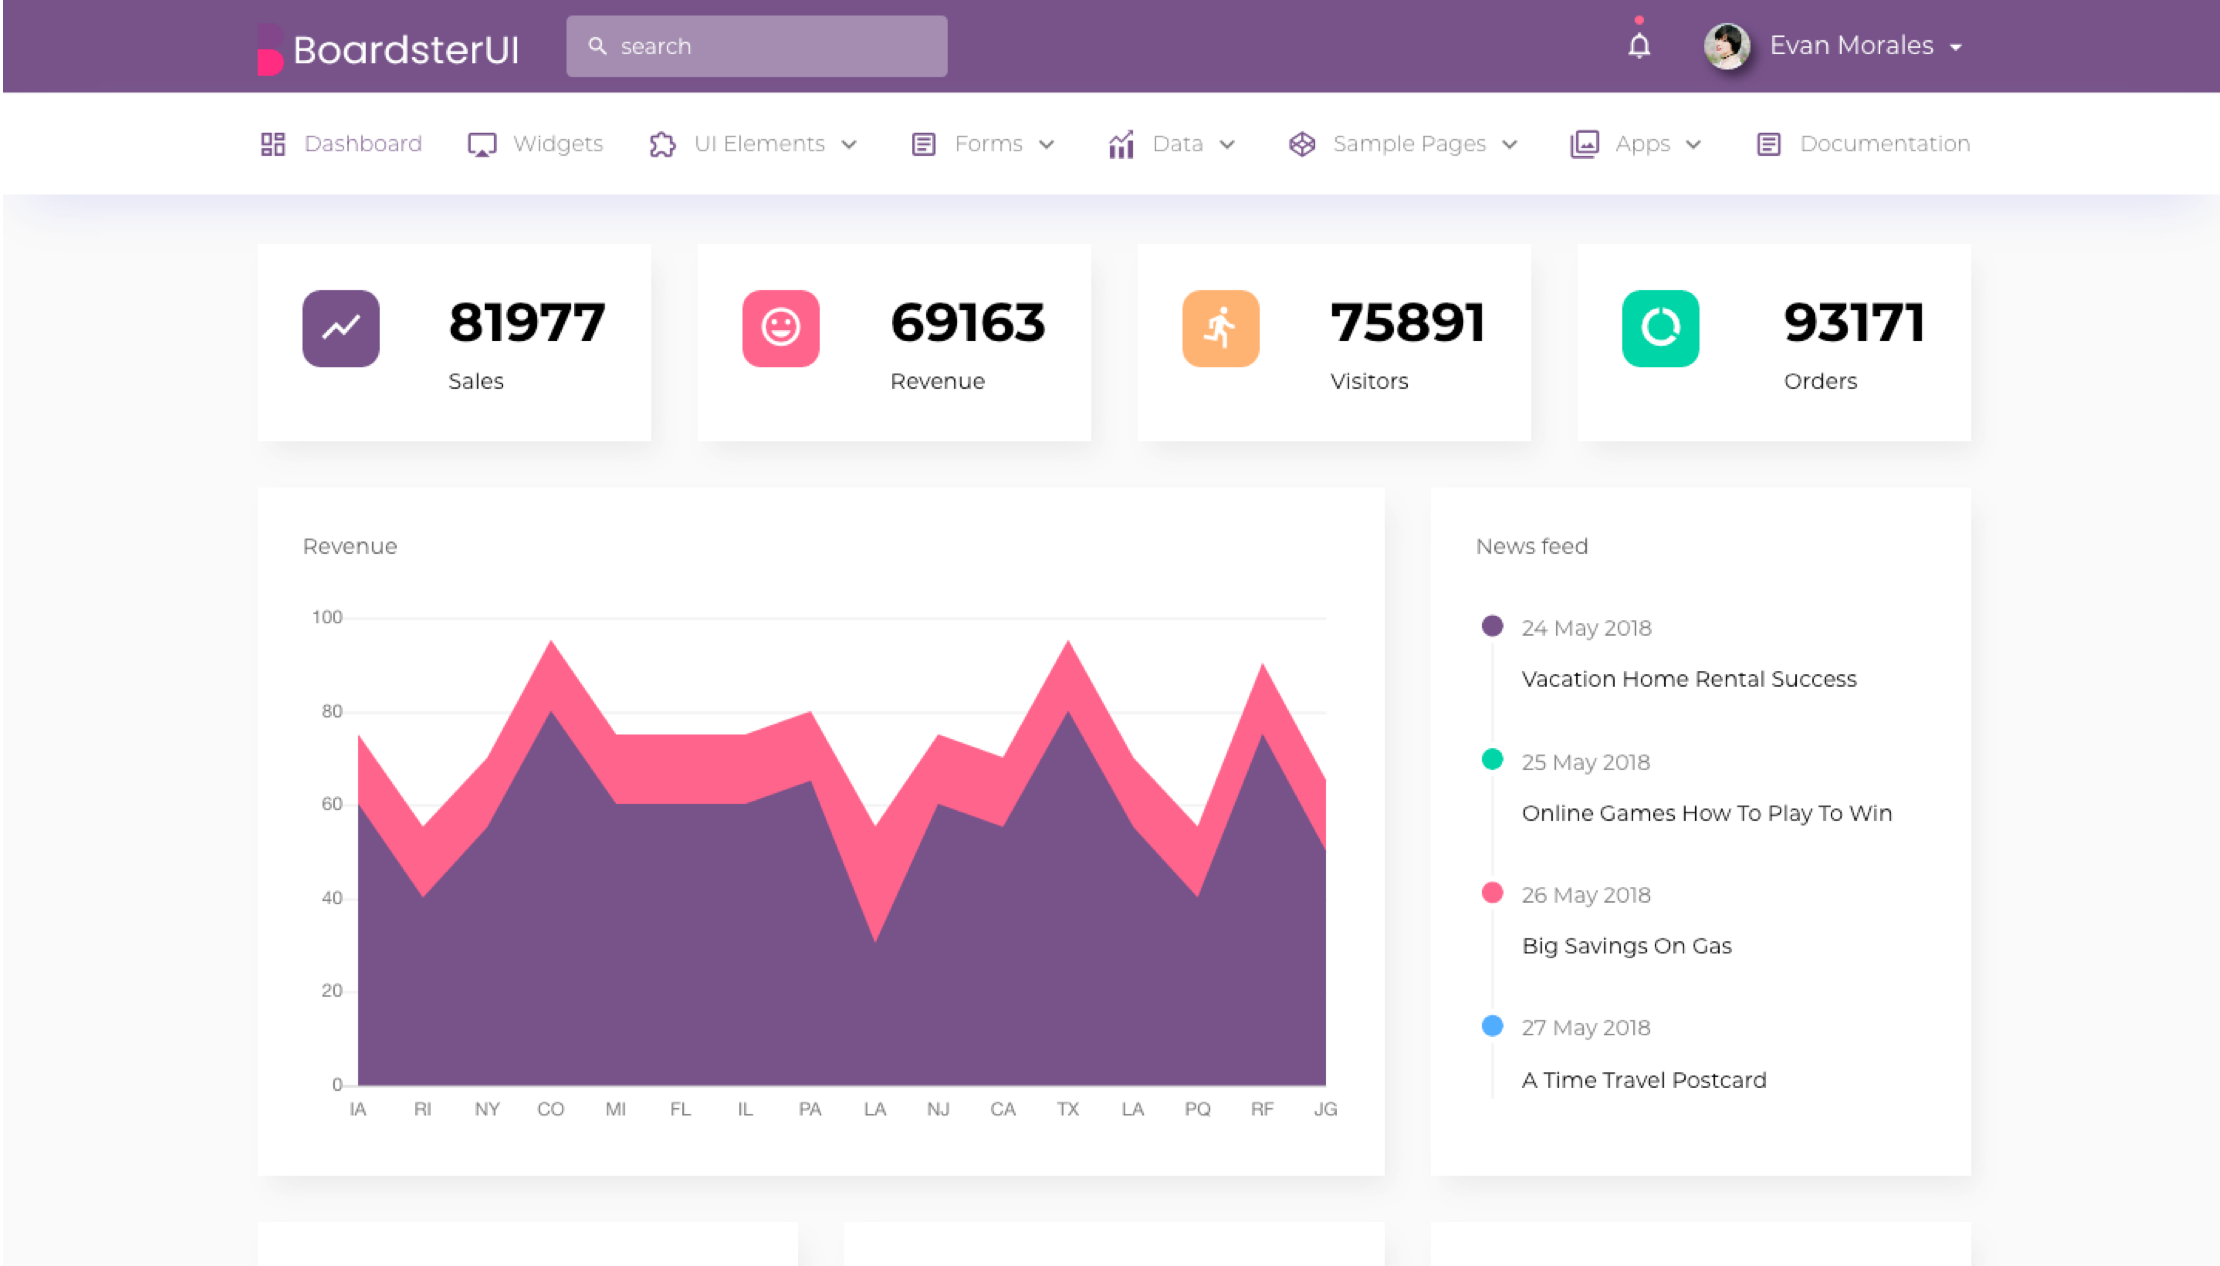 BoardsterUI
search
Evan Morales
Dashboard
Widgets
UI Elements
Forms
Data
Sample Pages
Apps
Documentation
81977
Sales
69163
Revenue
75891
Visitors
93171
Orders
Revenue
100
80
60
40
20
0
IA RI NY CO MI FL IL PA LA NJ CA TX LA PQ RF JG
News feed
24 May 2018
Vacation Home Rental Success
25 May 2018
Online Games How To Play To Win
26 May 2018
Big Savings On Gas
27 May 2018
A Time Travel Postcard